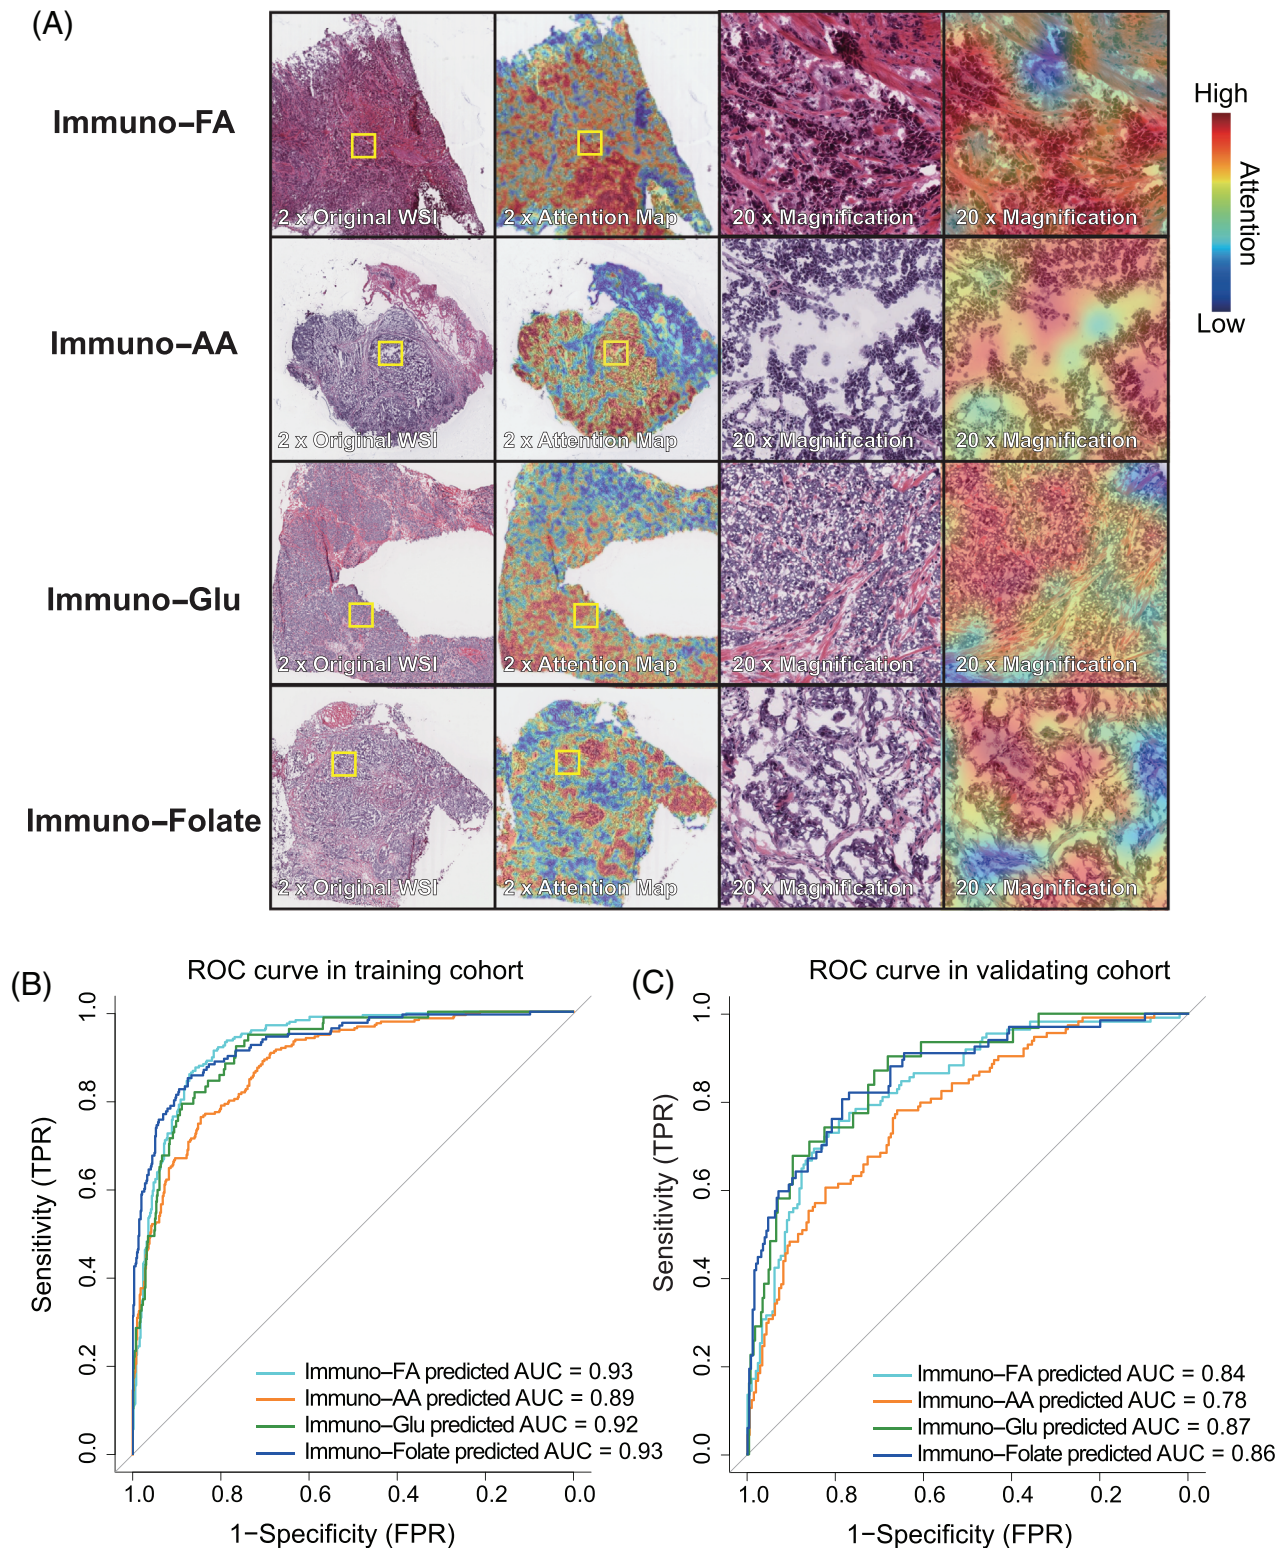 (A)
Immuno–FA
2 x Original WSI
2 x Attention Map
20 x Magnification
20 x Magnification
High
Attention
Low
Immuno–AA
2 x Original WSI
2 x Attention Map
20 x Magnification
20 x Magnification
Immuno–Glu
2 x Original WSI
2 x Attention Map
20 x Magnification
20 x Magnification
Immuno–Folate
2 x Original WSI
2 x Attention Map
20 x Magnification
20 x Magnification
(B)
ROC curve in training cohort
Sensitivity (TPR)
1.0
0.8
0.6
0.4
0.2
0.0
Immuno–FA predicted AUC = 0.93
Immuno–AA predicted AUC = 0.89
Immuno–Glu predicted AUC = 0.92
Immuno–Folate predicted AUC = 0.93
1.0 0.8 0.6 0.4 0.2 0.0
1−Specificity (FPR)
(C)
ROC curve in validating cohort
Sensitivity (TPR)
1.0
0.8
0.6
0.4
0.2
0.0
Immuno–FA predicted AUC = 0.84
Immuno–AA predicted AUC = 0.78
Immuno–Glu predicted AUC = 0.87
Immuno–Folate predicted AUC = 0.86
1.0 0.8 0.6 0.4 0.2 0.0
1−Specificity (FPR)